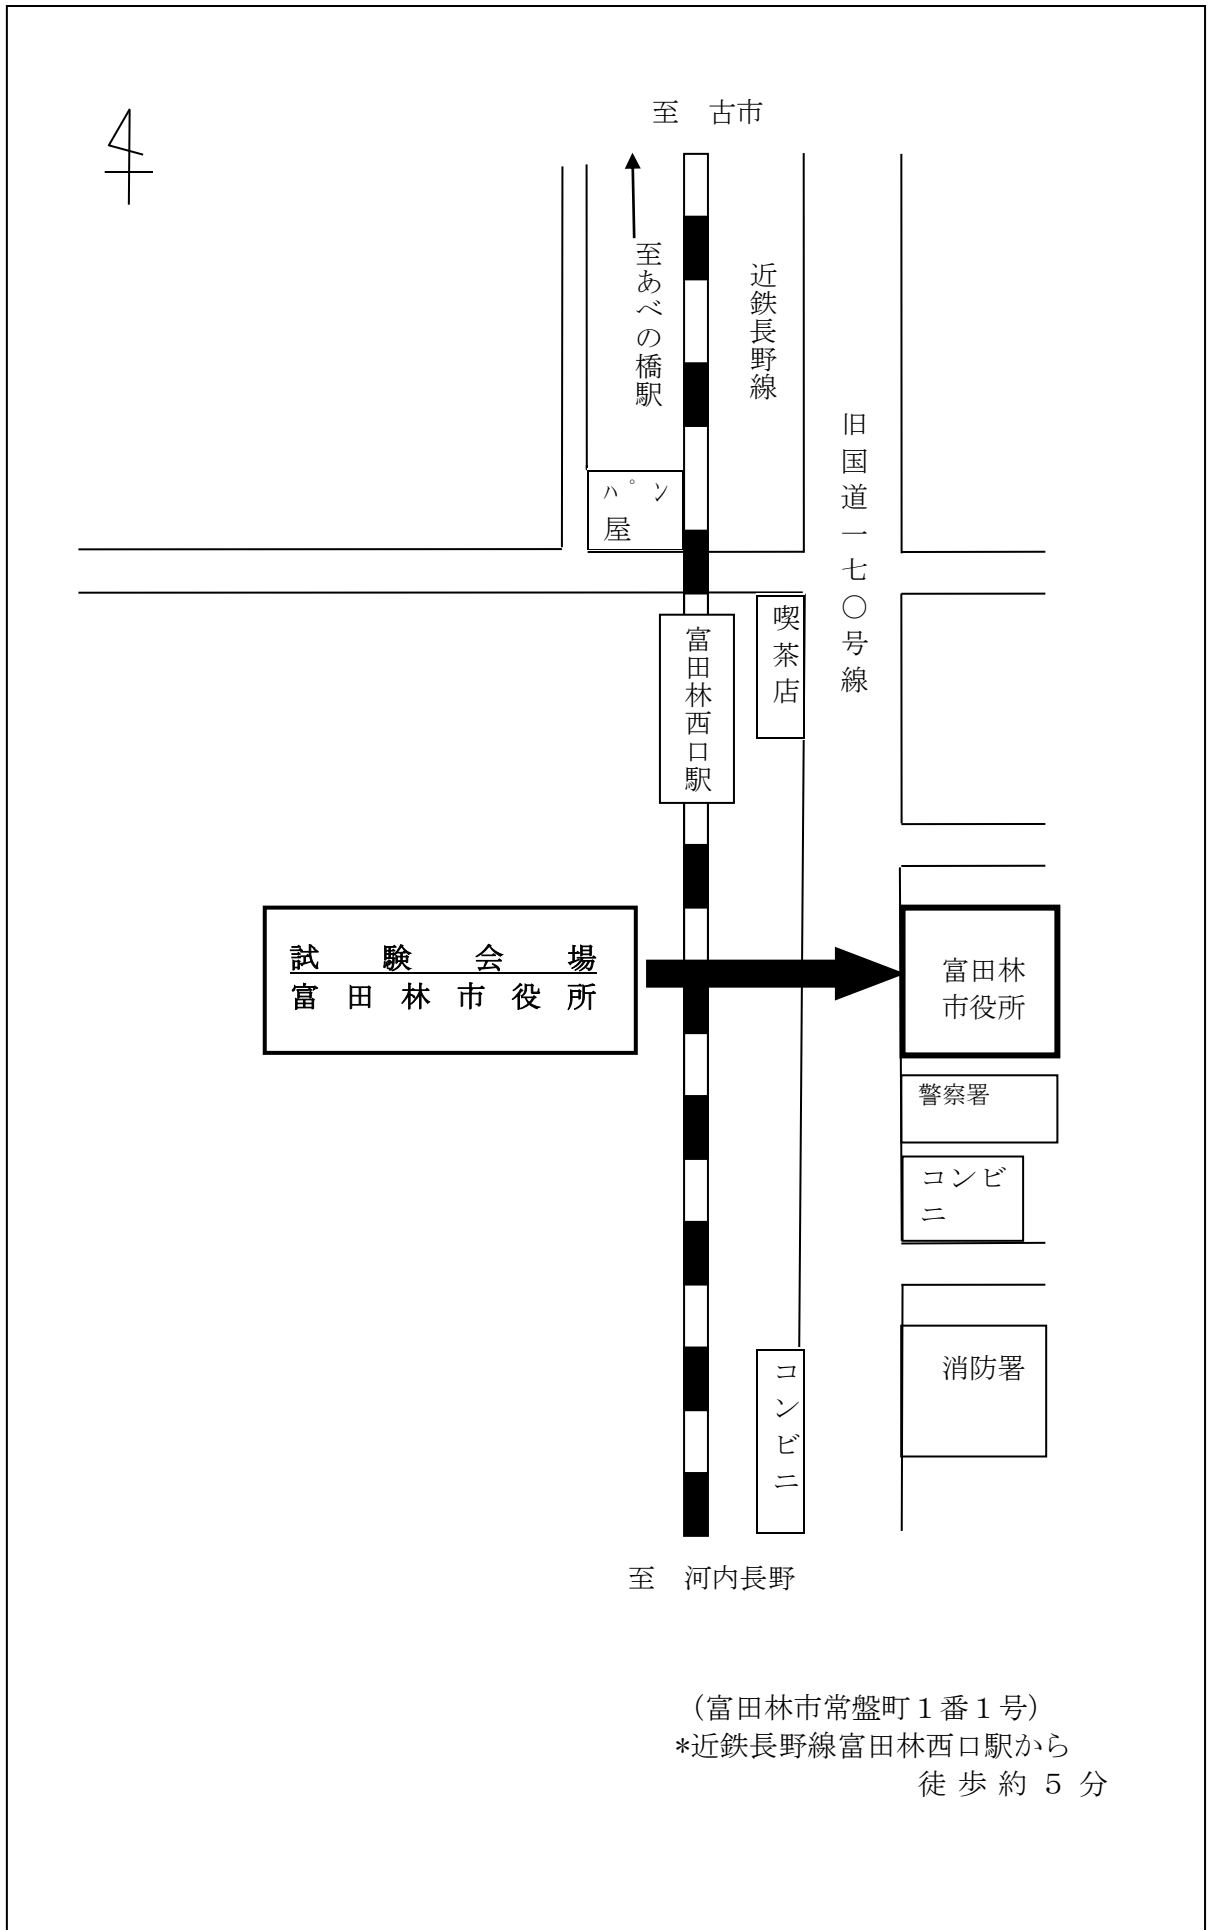 至　古市
至あべの橋駅
近鉄長野線
旧国道一七〇号線
パン
屋
喫茶店
富田林西口駅
試験会場
富田林市役所
富田林
市役所
警察署
コンビ
ニ
消防署
コンビニ
至　河内長野
（富田林市常盤町１番１号）
*近鉄長野線富田林西口駅から
徒歩約５分